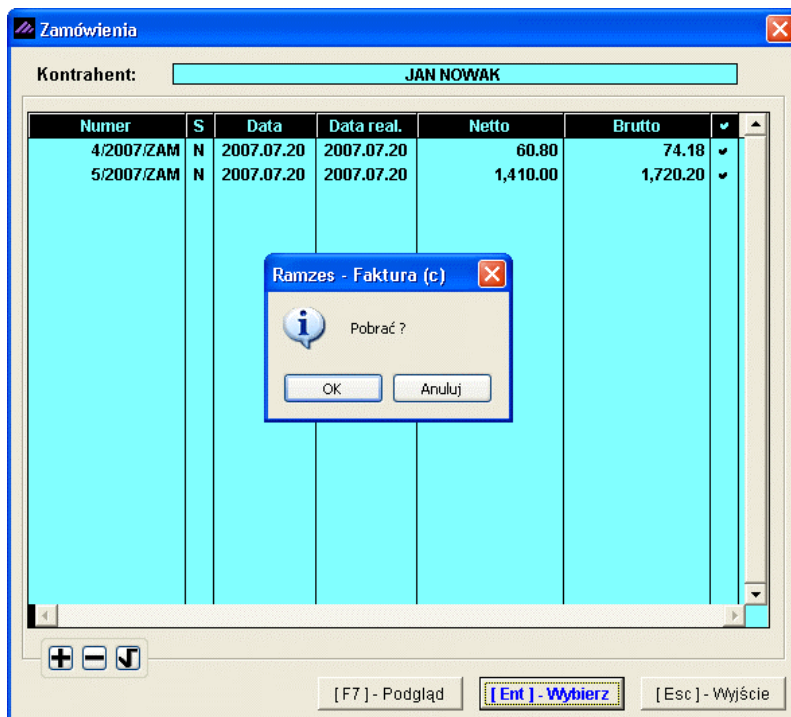 Zamówienia
Kontrahent: JAN NOWAK
Numer S Data Data real. Netto Brutto
4/2007/ZAM N 2007.07.20 2007.07.20 60.80 74.18
5/2007/ZAM N 2007.07.20 2007.07.20 1,410.00 1,720.20
Ramzes - Faktura (c)
Pobrać ?
OK Anuluj
[ F7 ] - Podgląd [ Ent ] - Wybierz [ Esc ] - Wyjście